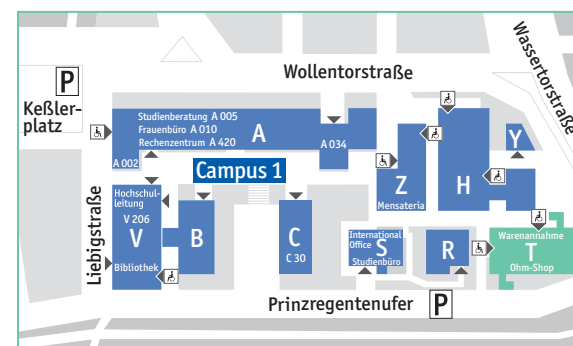 Wollentorstraße
Wassertorstraße
P
Keßler-
platz
Studienberatung A 005
Frauenbüro A 010
Rechenzentrum A 420
A
A 034
A 002
Campus 1
Y
Z
Mensateria
H
Liebigstraße
Hochschul-
leitung
V 206
V
Bibliothek
B
C
C 30
International
Office
S
Studienbüro
R
Warenannahme
T
Ohm-Shop
Prinzregentenufer
P